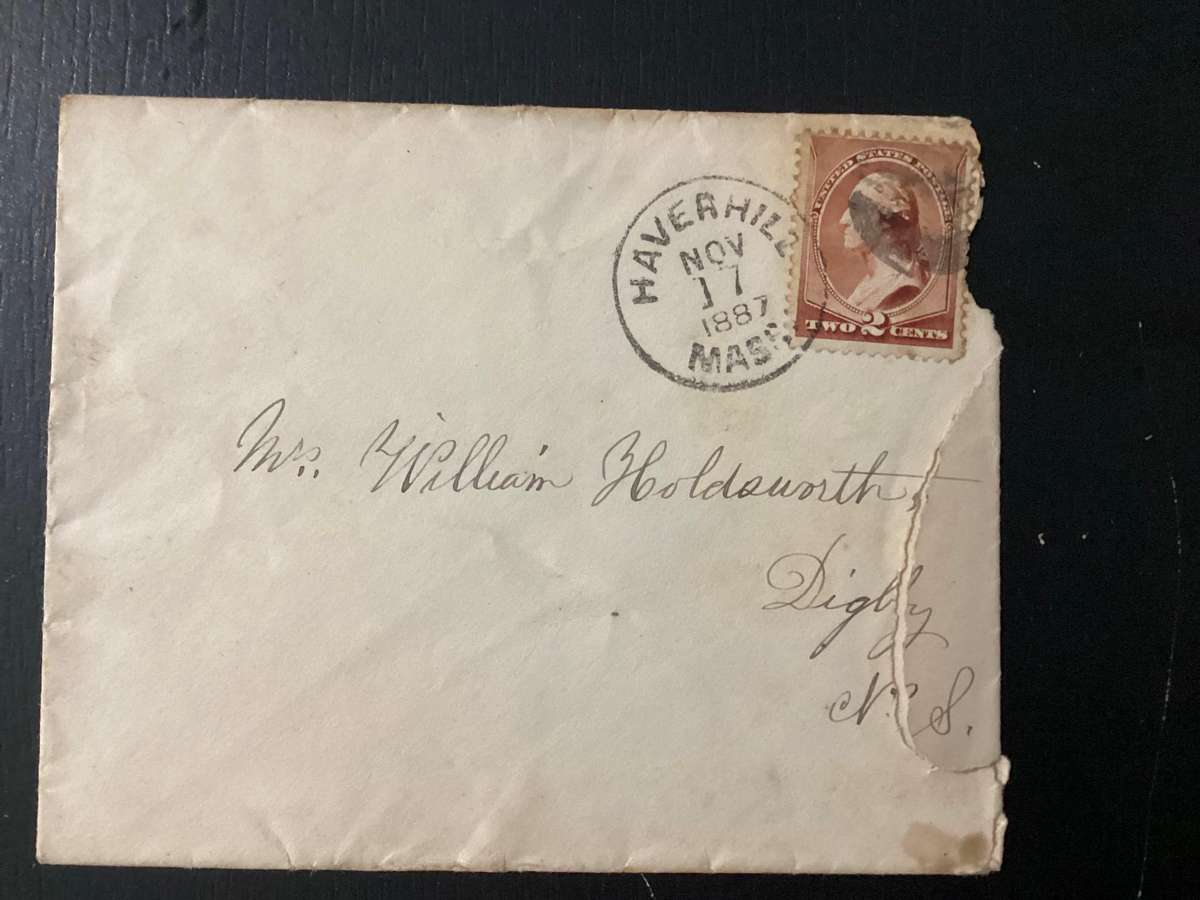 UNITED STATES POSTAGE
TWO 2 CENTS
HAVERHILL
NOV
17
1887
MASS.
Mrs. William Holdsworth,
Digby
N. S.